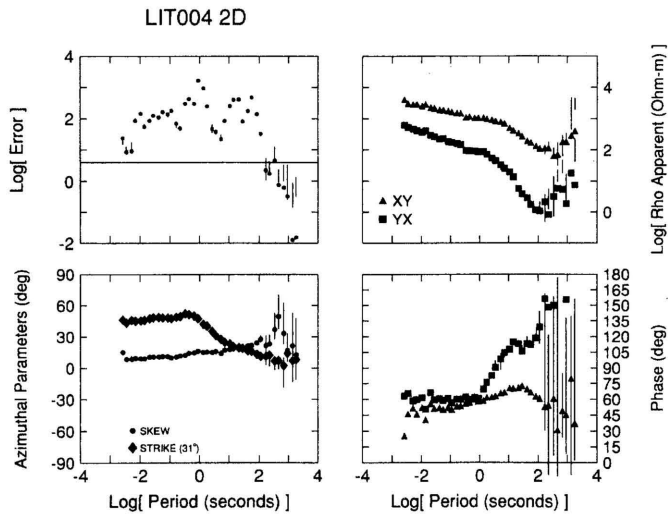 LIT004 2D
Log[ Error ]
4
2
0
-2
Log[ Rho Apparent (Ohm-m) ]
4
2
0
XY
YX
Azimuthal Parameters (deg)
90
60
30
0
-30
-60
-90
SKEW
STRIKE (31°)
-4 -2 0 2 4
Log[ Period (seconds) ]
Phase (deg)
180
165
150
135
120
105
90
75
60
45
30
15
0
-4 -2 0 2 4
Log[ Period (seconds) ]